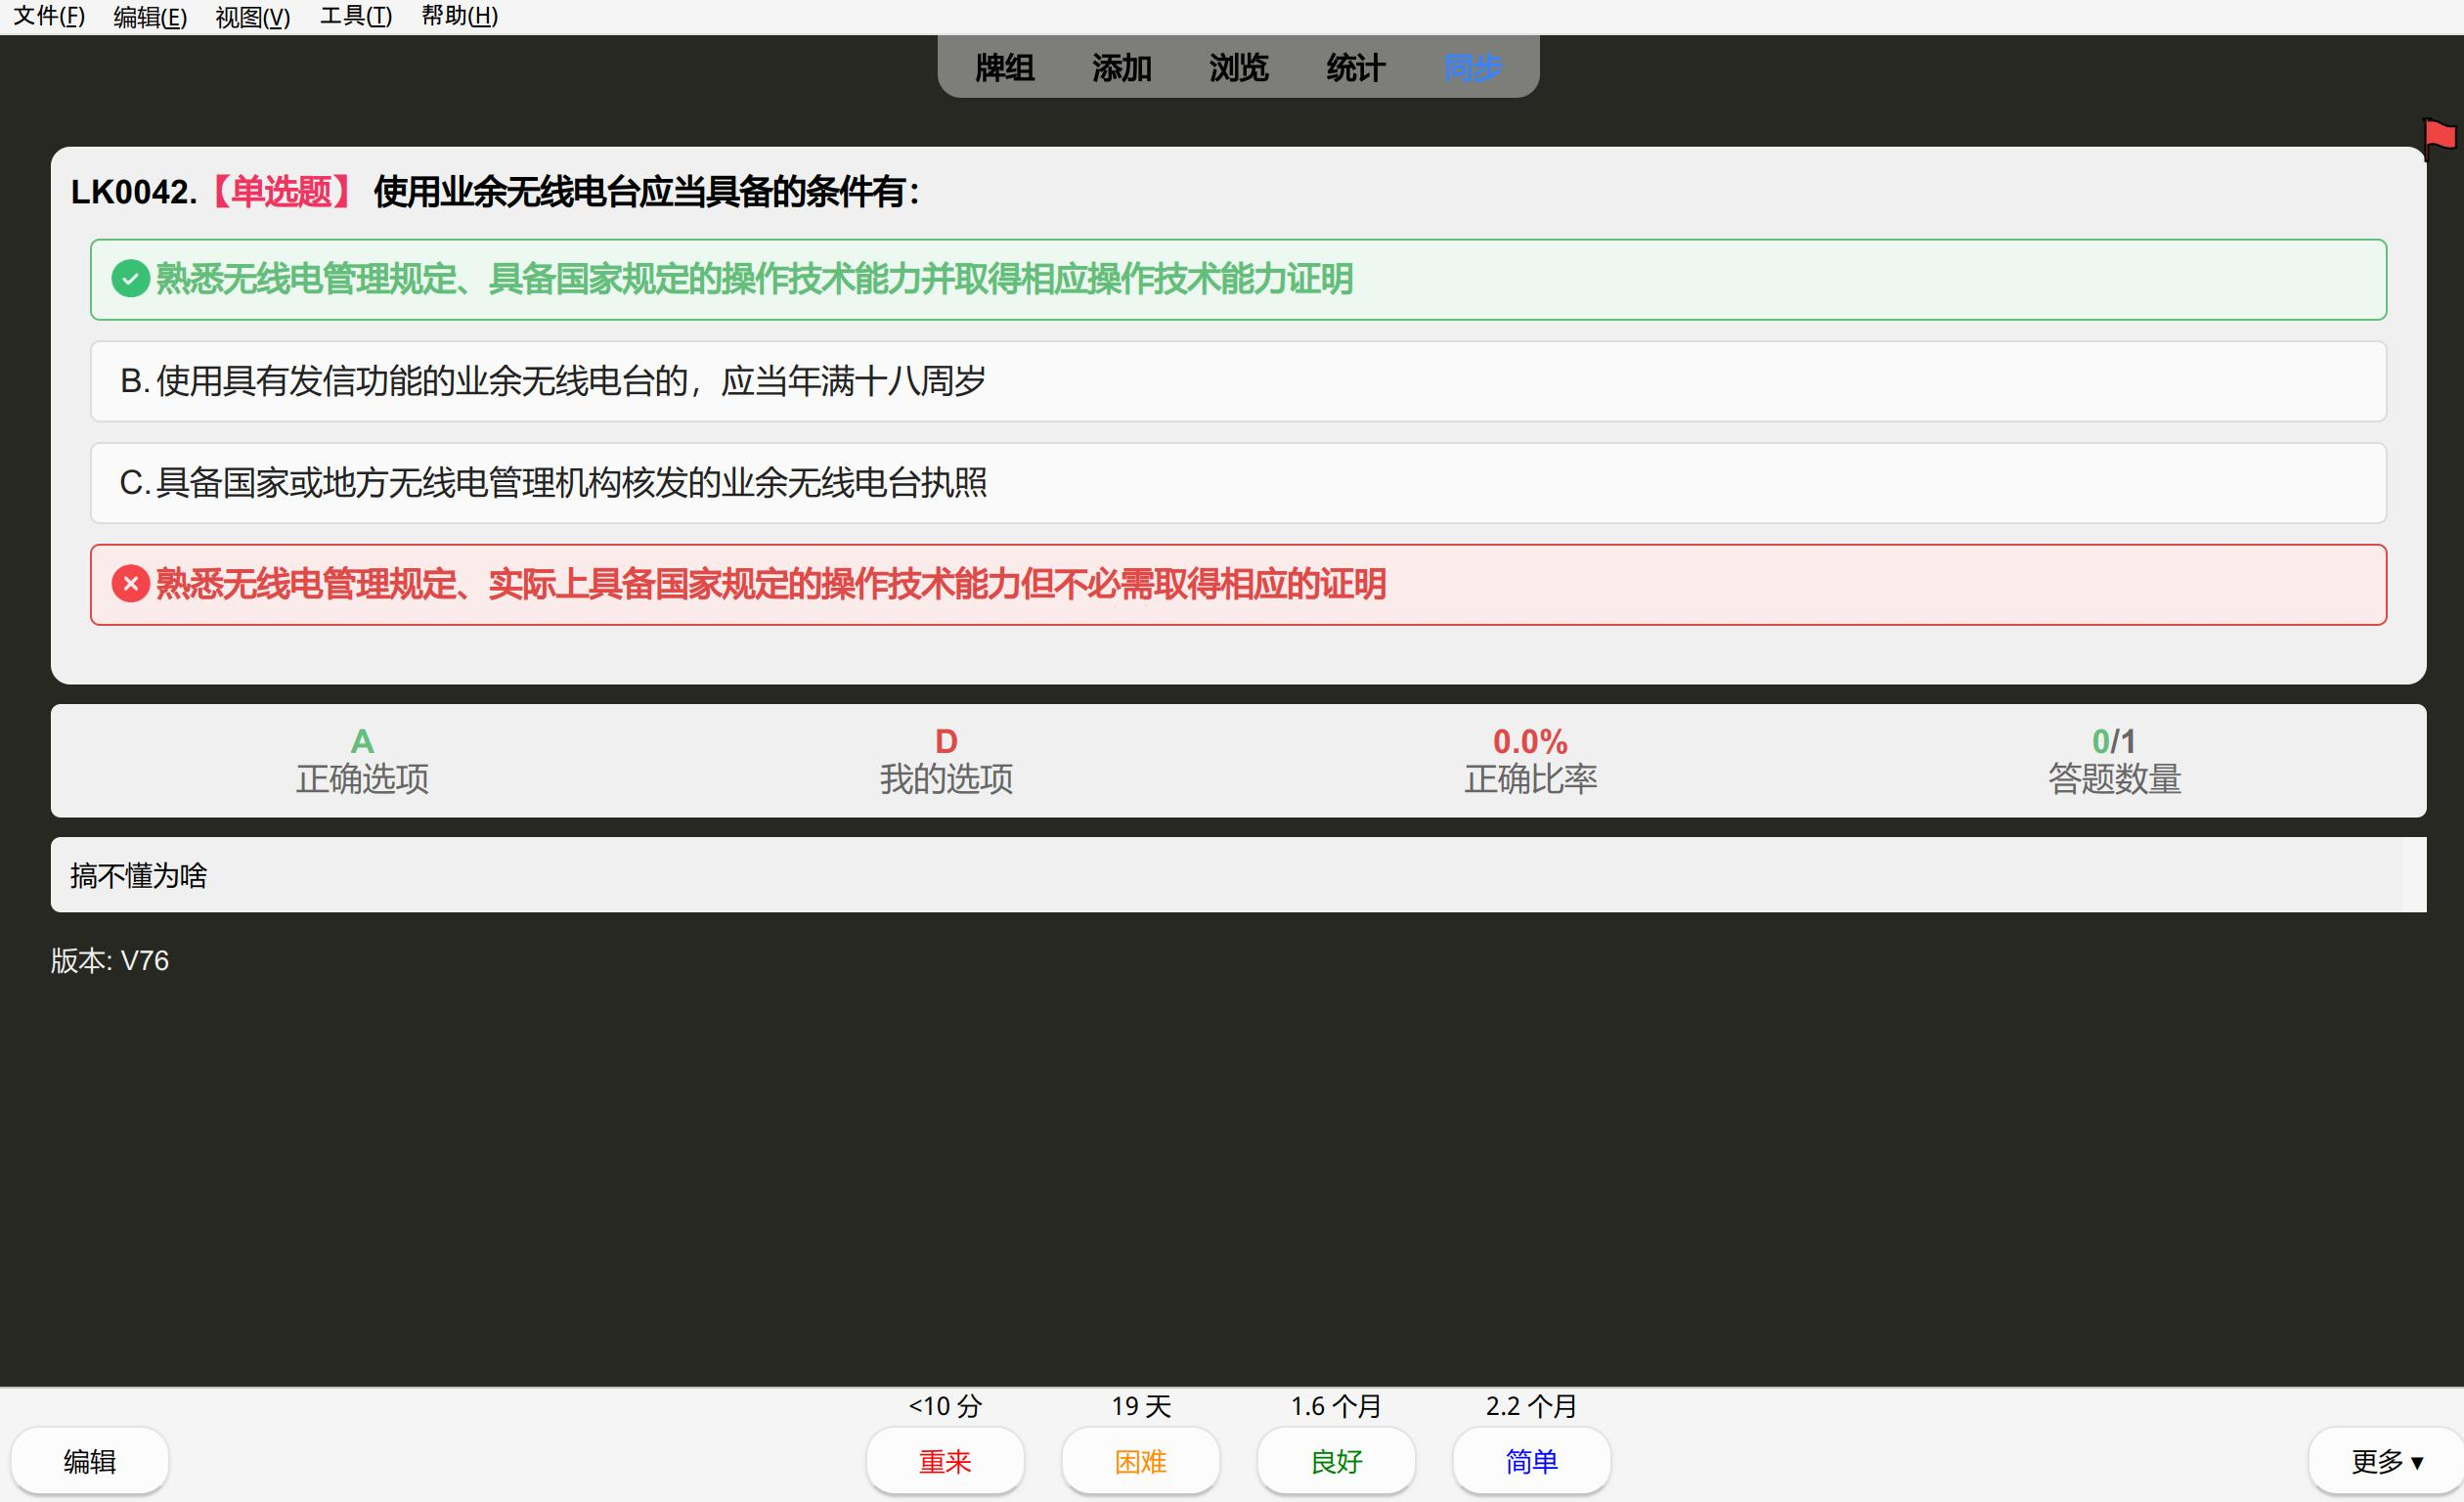 文件(F) 编辑(E) 视图(V) 工具(T) 帮助(H)
牌组 添加 浏览 统计 同步
LK0042.【单选题】 使用业余无线电台应当具备的条件有：
熟悉无线电管理规定、具备国家规定的操作技术能力并取得相应操作技术能力证明
B. 使用具有发信功能的业余无线电台的，应当年满十八周岁
C. 具备国家或地方无线电管理机构核发的业余无线电台执照
熟悉无线电管理规定、实际上具备国家规定的操作技术能力但不必需取得相应的证明
A D 0.0% 0/1
正确选项 我的选项 正确比率 答题数量
搞不懂为啥
版本: V76
<10 分 19 天 1.6 个月 2.2 个月
编辑 重来 困难 良好 简单 更多 ▾